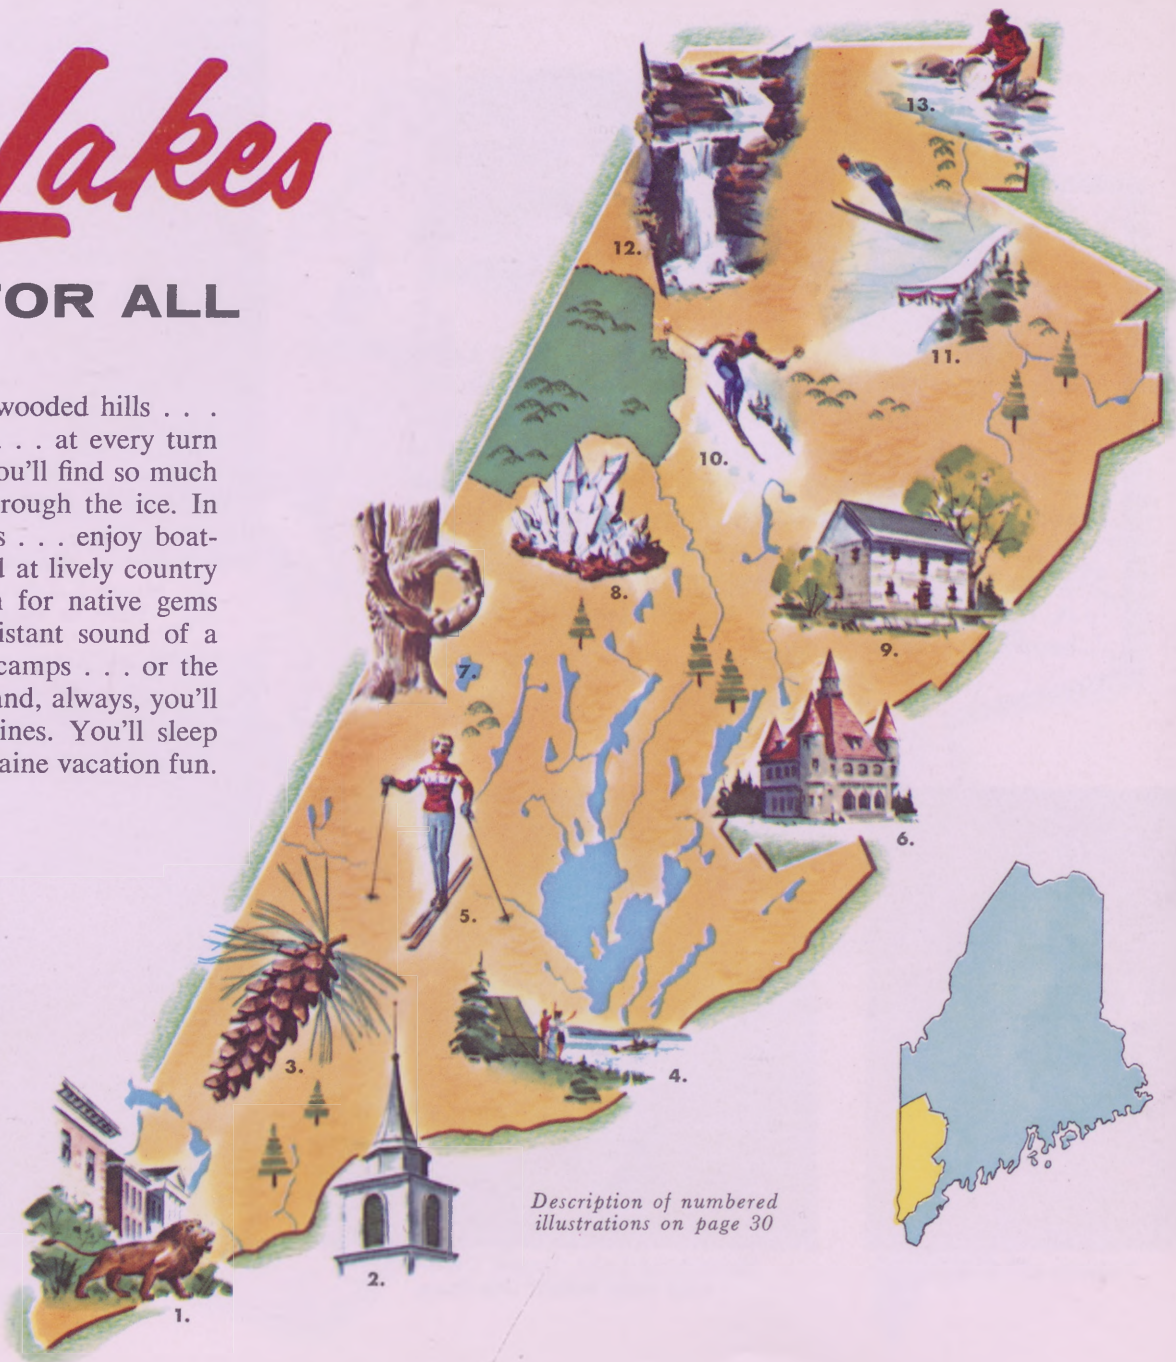 Lakes
FOR ALL
wooded hills . . .
. . . at every turn
ou'll find so much
rough the ice. In
s . . . enjoy boat-
d at lively country
n for native gems
istant sound of a
camps . . . or the
and, always, you'll
ines. You'll sleep
aine vacation fun.
13.
12.
11.
10.
8.
9.
7.
6.
5.
3.
4.
Description of numbered
illustrations on page 30
2.
1.